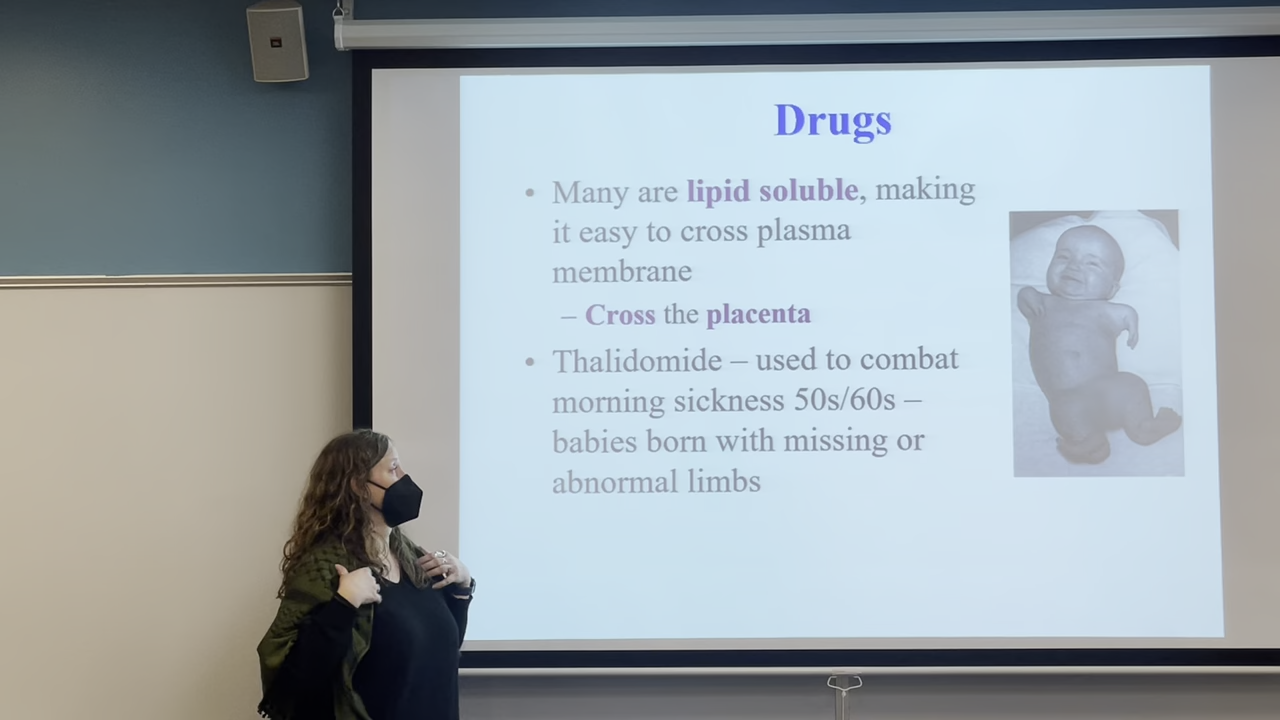 Drugs
• Many are lipid soluble, making
it easy to cross plasma
membrane
– Cross the placenta
• Thalidomide – used to combat
morning sickness 50s/60s –
babies born with missing or
abnormal limbs